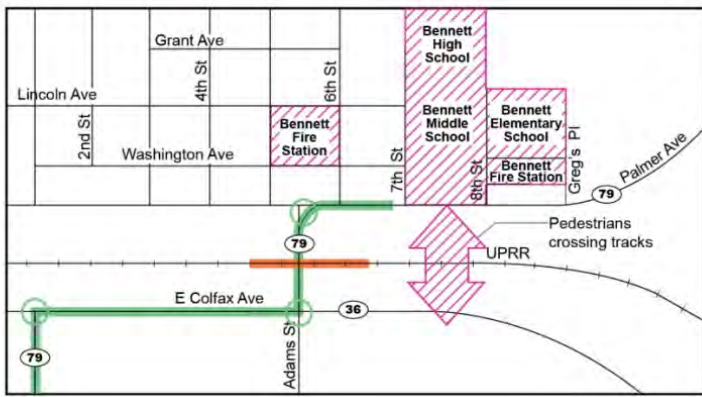 Grant Ave
Bennett
High
School
4th St
6th St
Lincoln Ave
2nd St
Bennett
Fire
Station
Bennett
Middle
School
Bennett
Elementary
School
Greg's Pl
Washington Ave
7th St
8th St
Bennett
Fire Station
Palmer Ave
79
79
Pedestrians
crossing tracks
UPRR
E Colfax Ave
36
79
Adams St